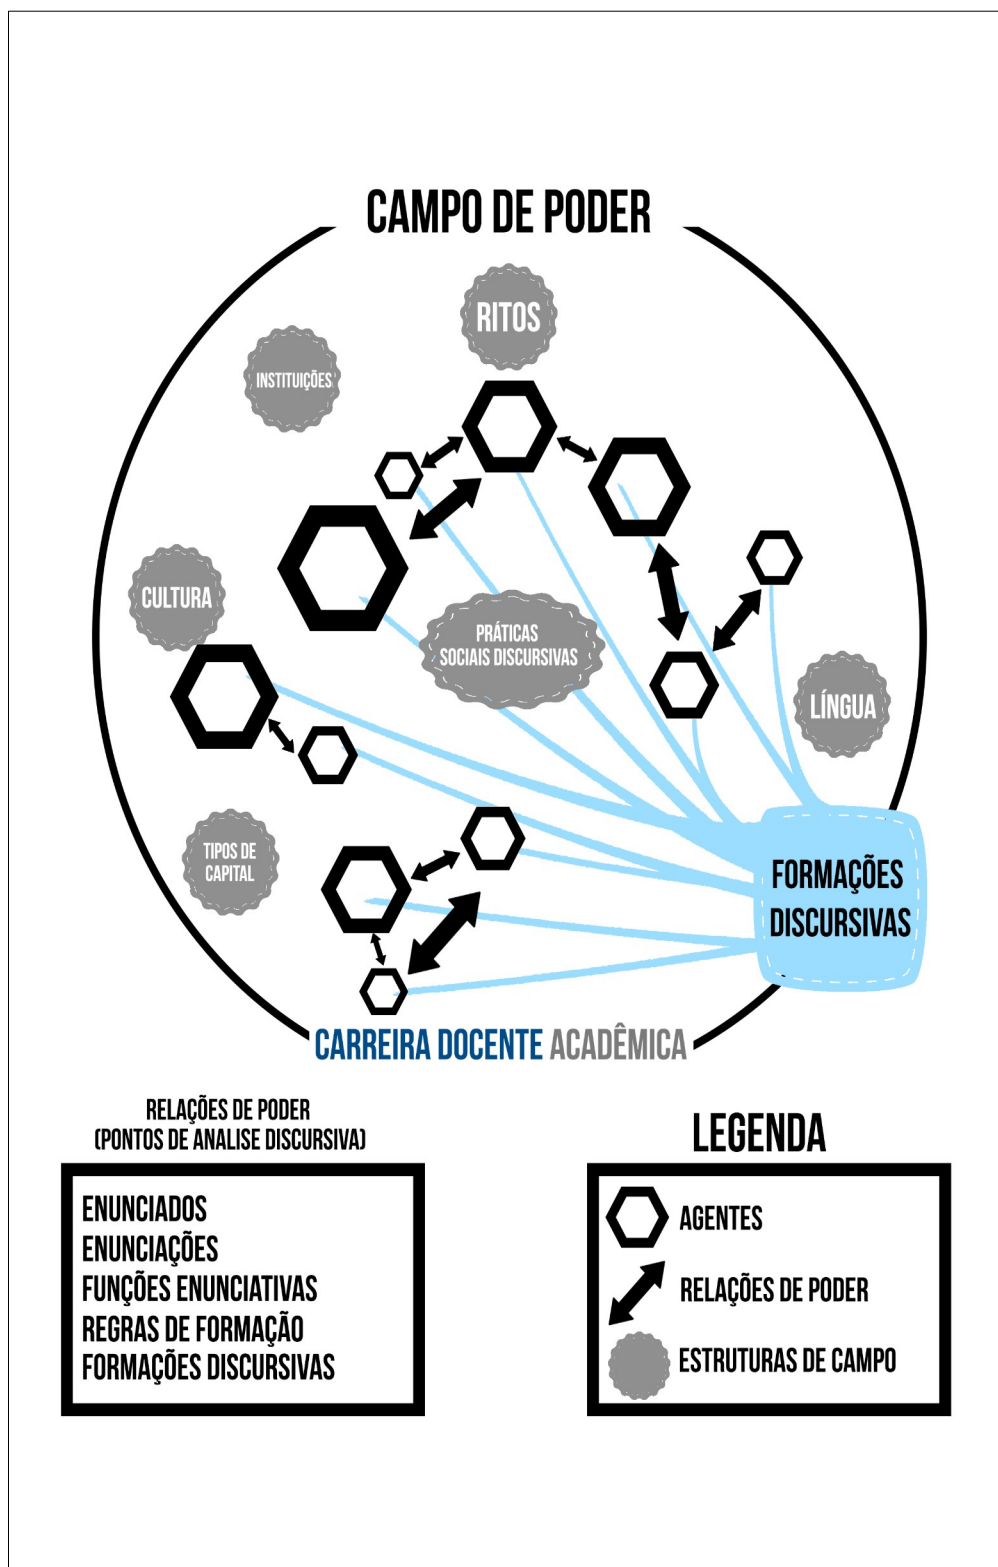 CAMPO DE PODER
RITOS
INSTITUIÇÕES
CULTURA
PRÁTICAS
SOCIAIS DISCURSIVAS
LÍNGUA
TIPOS DE
CAPITAL
FORMAÇÕES
DISCURSIVAS
CARREIRA DOCENTE ACADÊMICA
RELAÇÕES DE PODER
(PONTOS DE ANALISE DISCURSIVA)
ENUNCIADOS
ENUNCIAÇÕES
FUNÇÕES ENUNCIATIVAS
REGRAS DE FORMAÇÃO
FORMAÇÕES DISCURSIVAS
LEGENDA
AGENTES
RELAÇÕES DE PODER
ESTRUTURAS DE CAMPO